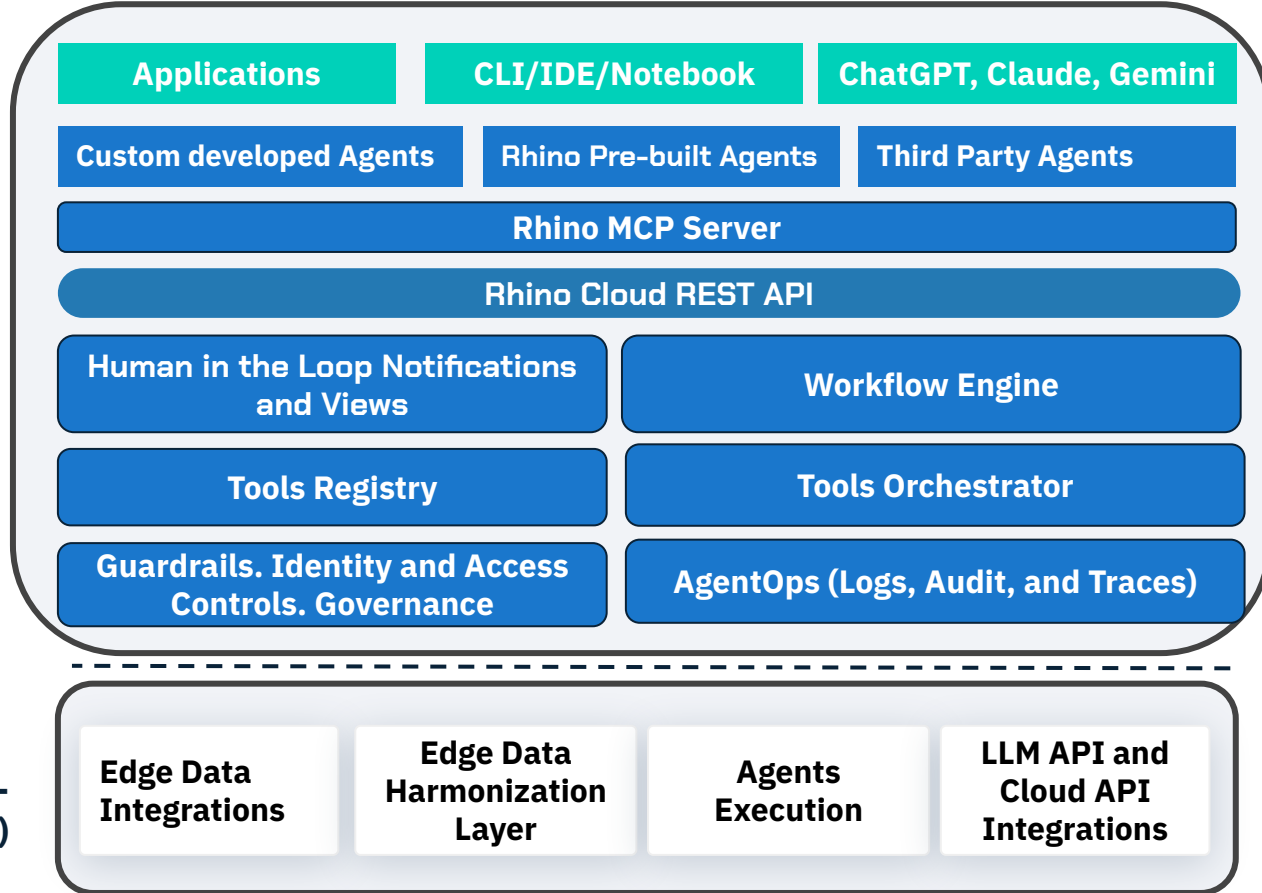 Applications
CLI/IDE/Notebook
ChatGPT, Claude, Gemini
Custom developed Agents
Rhino Pre-built Agents
Third Party Agents
Rhino MCP Server
Rhino Cloud REST API
Human in the Loop Notifications
and Views
Workflow Engine
Tools Registry
Tools Orchestrator
Guardrails. Identity and Access
Controls. Governance
AgentOps (Logs, Audit, and Traces)
Edge Data
Integrations
Edge Data
Harmonization
Layer
Agents
Execution
LLM API and
Cloud API
Integrations
)